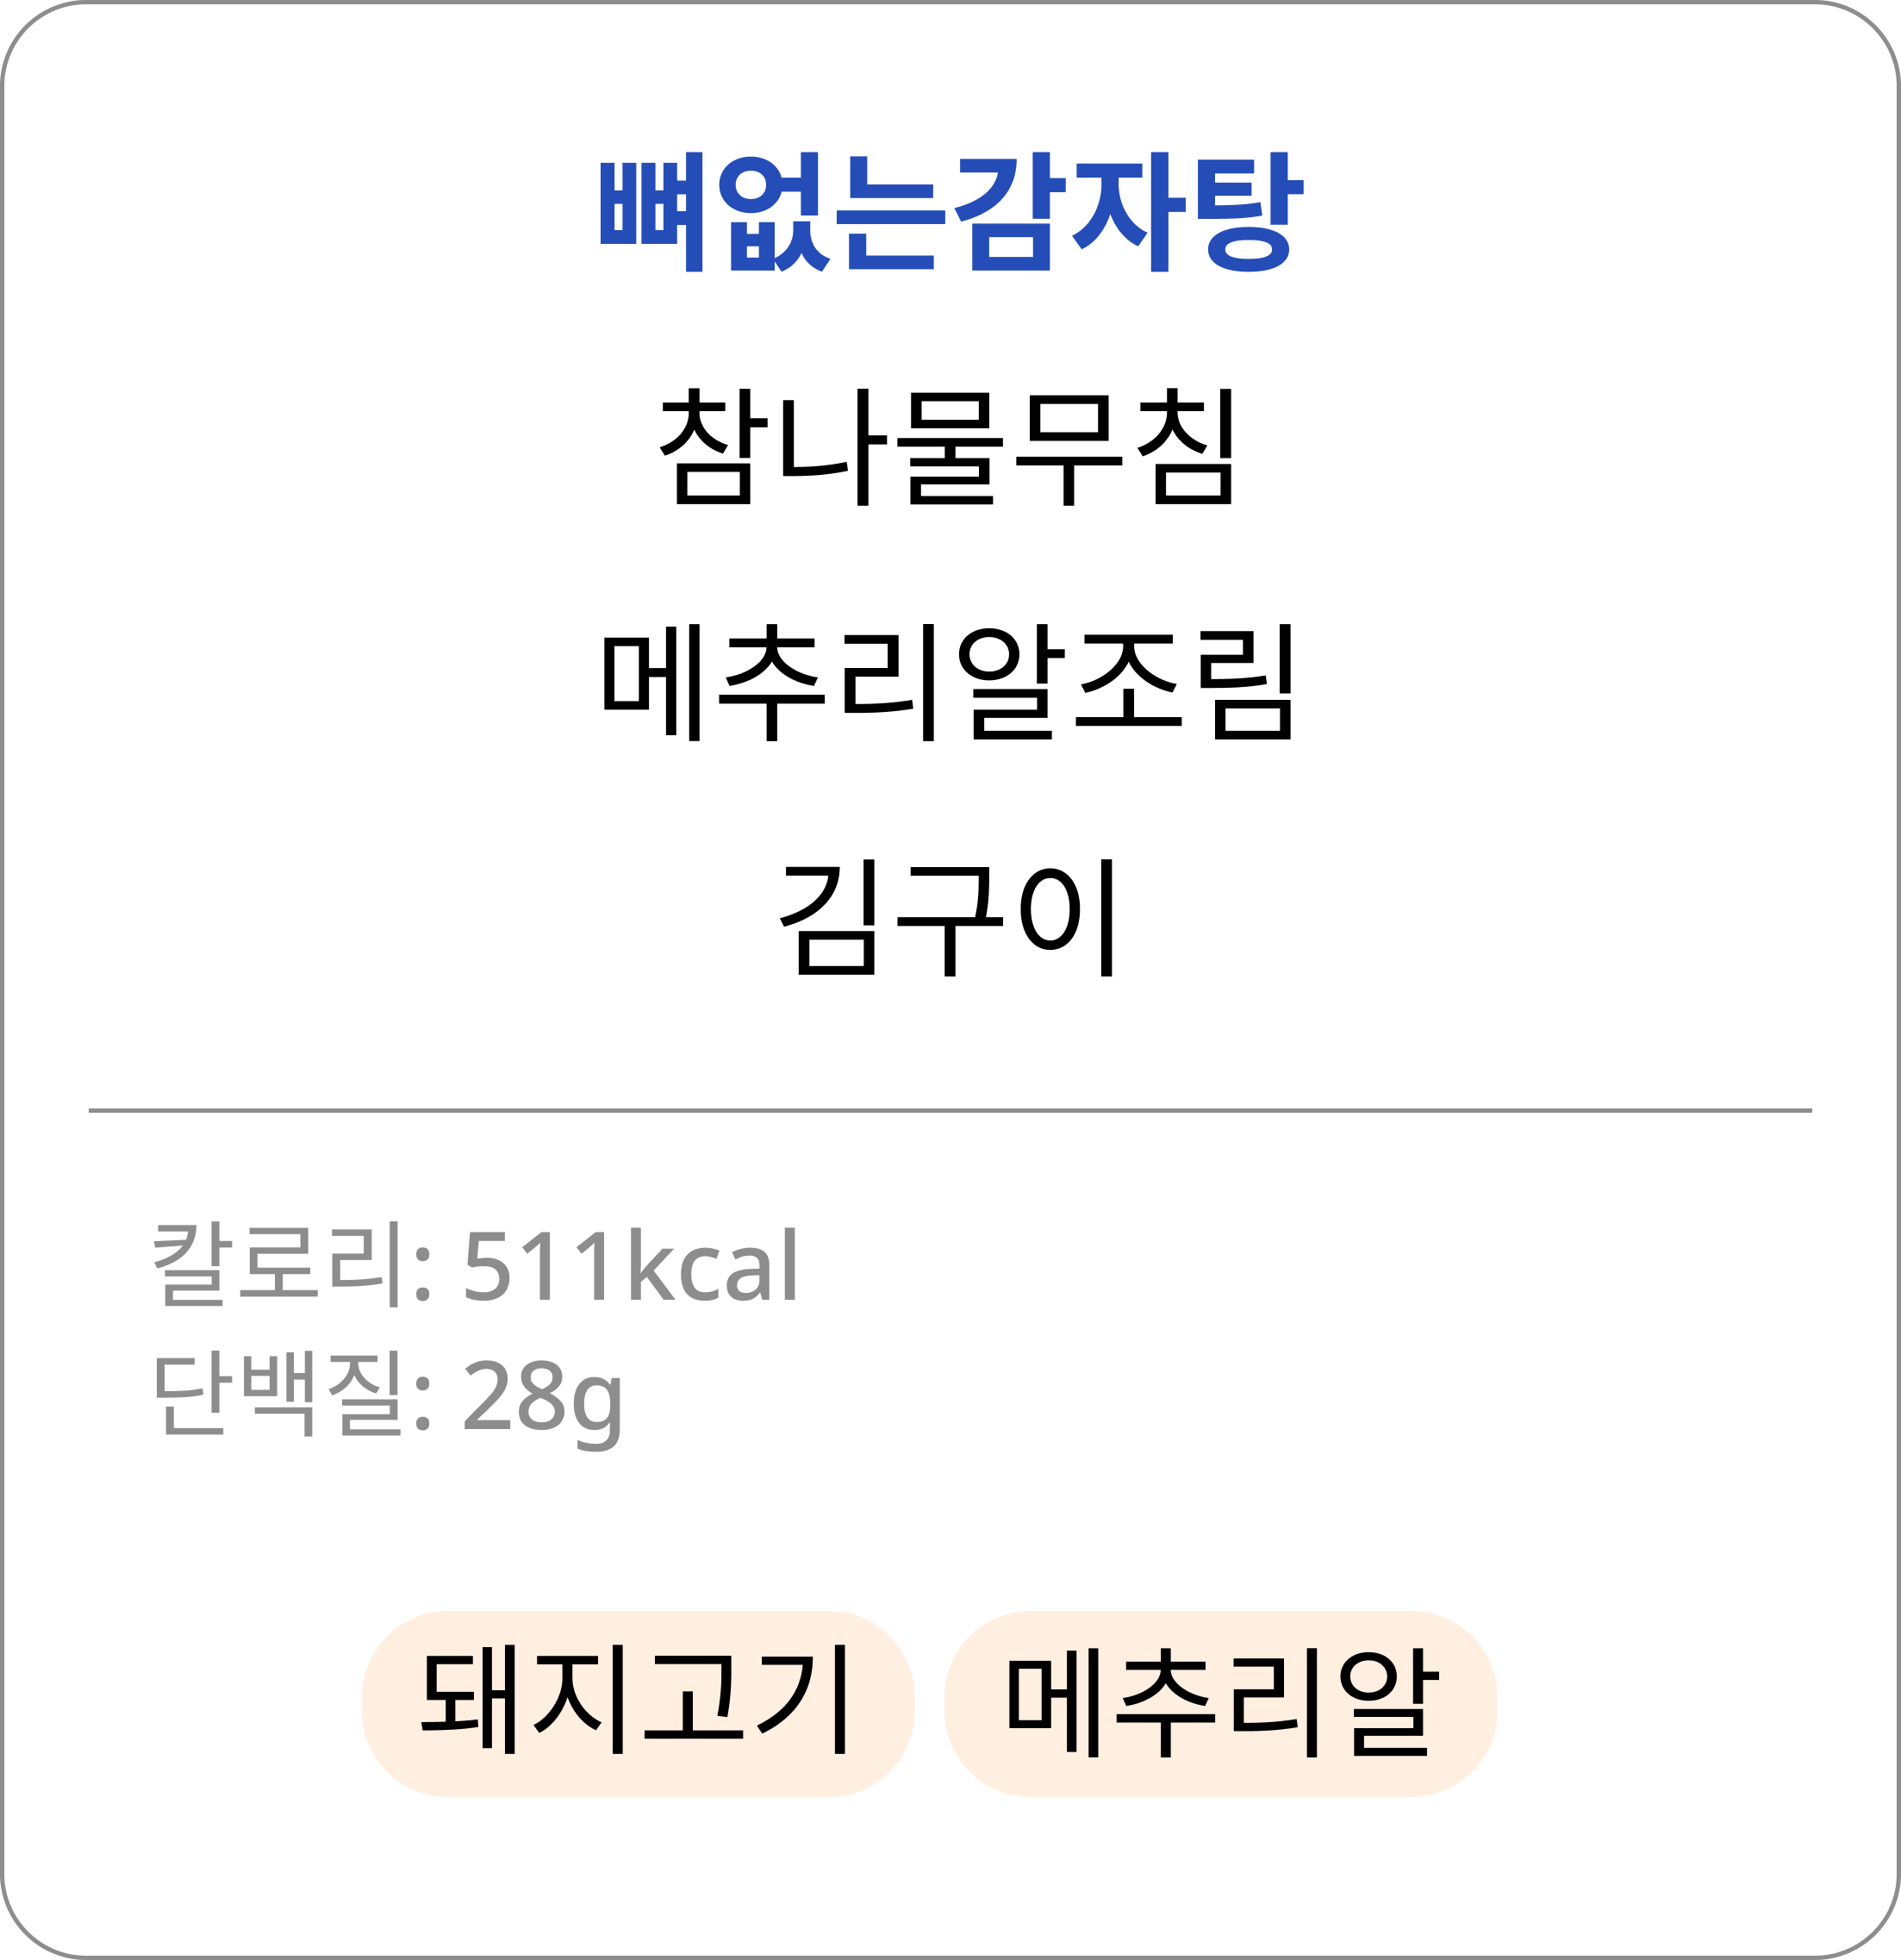 뼈없는감자탕
참나물무침
메추리알조림
김구이
칼로리: 511kcal
단백질: 28g
돼지고기 메추리알